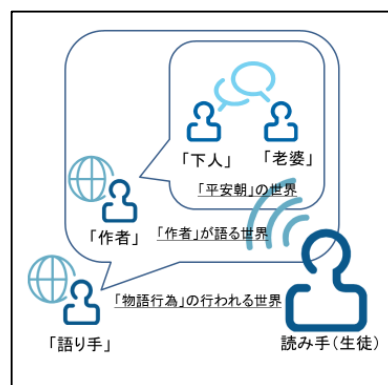 「下人」 「老婆」
「平安朝」の世界
「作者」 「作者」が語る世界
「物語行為」の行われる世界
「語り手」 読み手(生徒)